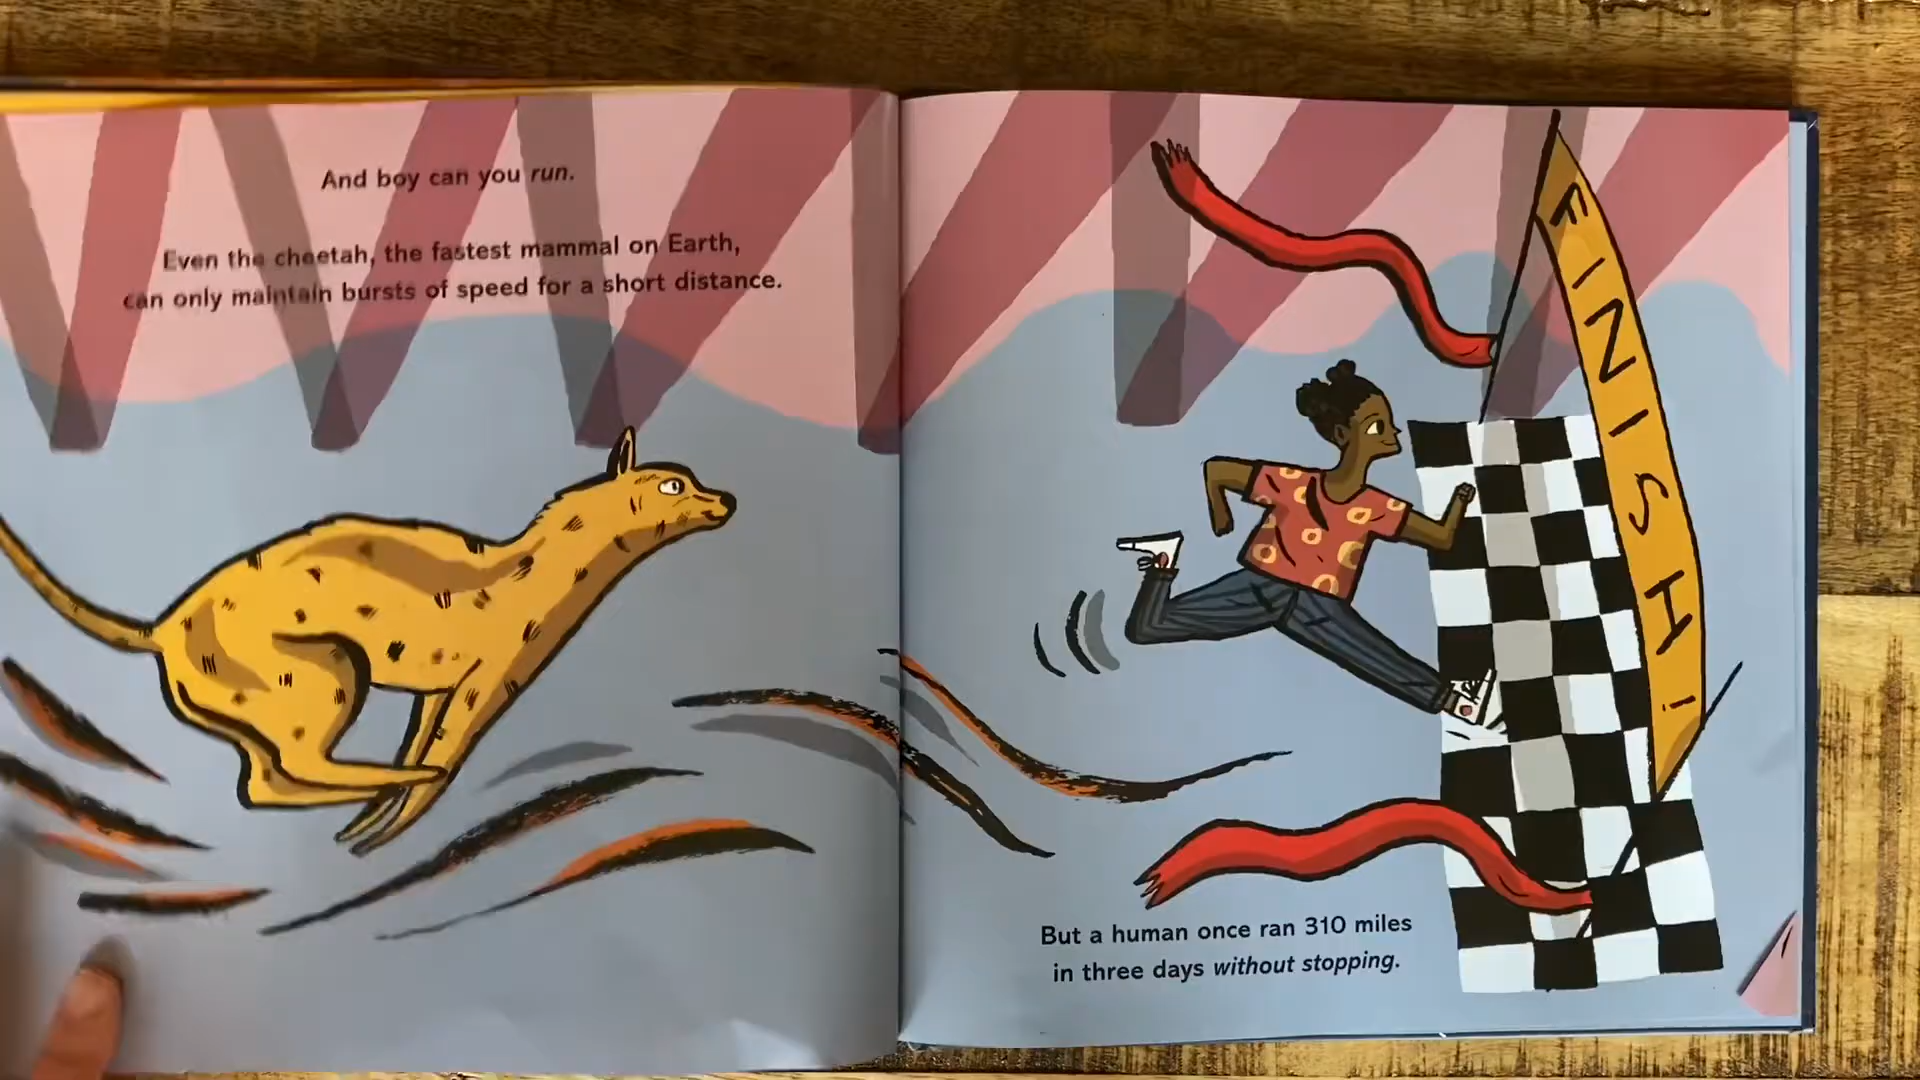 And boy can you run.
Even the cheetah, the fastest mammal on Earth,
can only maintain bursts of speed for a short distance.
FINISH!
But a human once ran 310 miles
in three days without stopping.